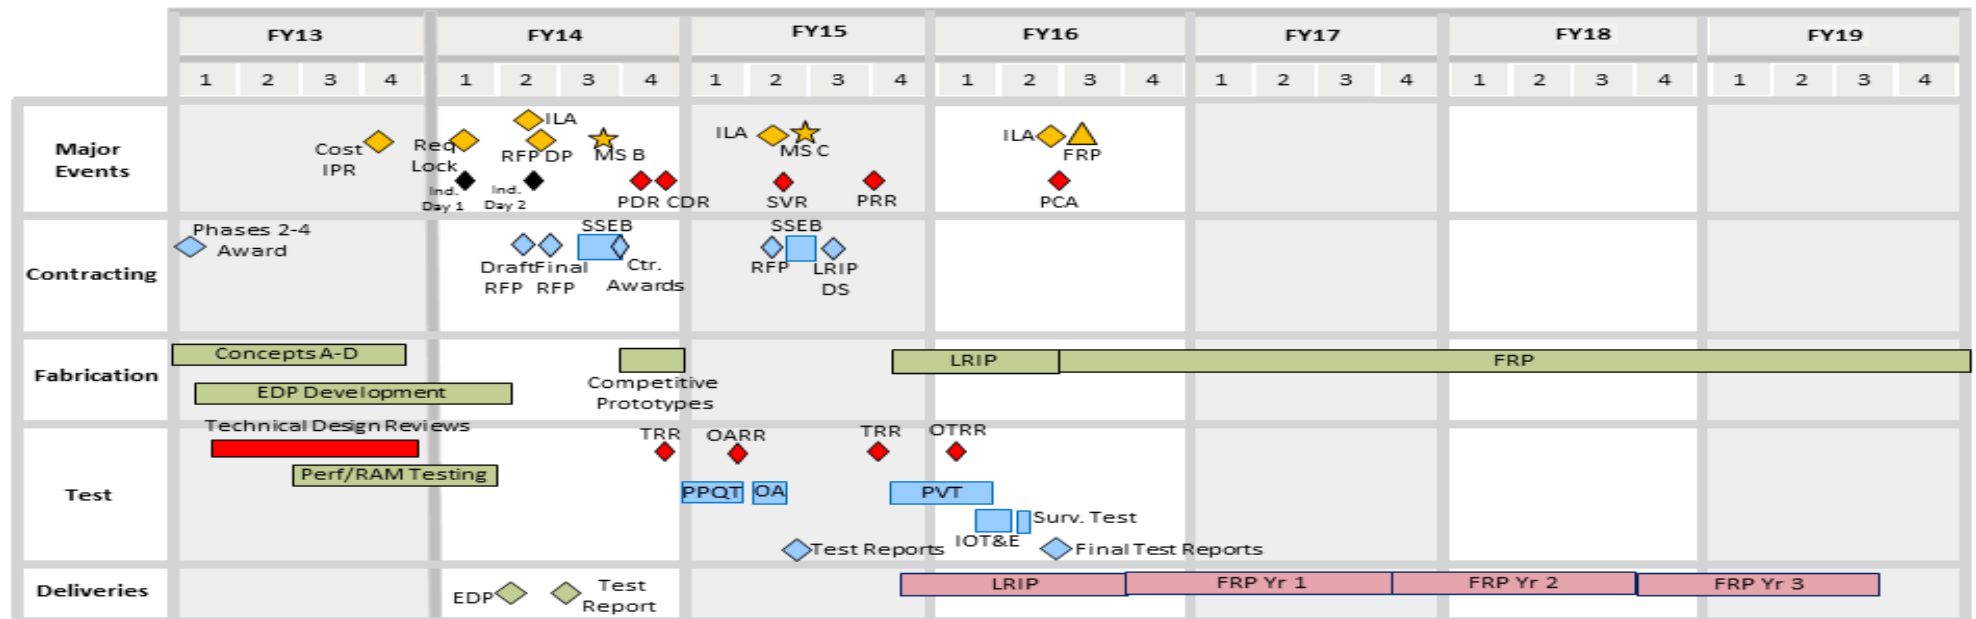 FY13 FY14 FY15 FY16 FY17 FY18 FY19
1 2 3 4 1 2 3 4 1 2 3 4 1 2 3 4 1 2 3 4 1 2 3 4 1 2 3 4
Major
Events
Cost
IPR
Req
Lock
ILA
RFP DP
MS B
Ind.
Day 1
Ind.
Day 2
PDR CDR
ILA
MS C
SVR
PRR
ILA
FRP
PCA
Contracting
Phases 2-4
Award
Draft
RFP
Final
RFP
SSEB
Ctr.
Awards
SSEB
RFP
LRIP
DS
Fabrication
Concepts A-D
EDP Development
Competitive
Prototypes
LRIP
FRP
Test
Technical Design Reviews
Perf/RAM Testing
TRR
OARR
TRR
OTRR
PPQT
OA
PVT
IOT&E
Surv. Test
Test Reports
Final Test Reports
Deliveries
EDP
Test
Report
LRIP
FRP Yr 1
FRP Yr 2
FRP Yr 3